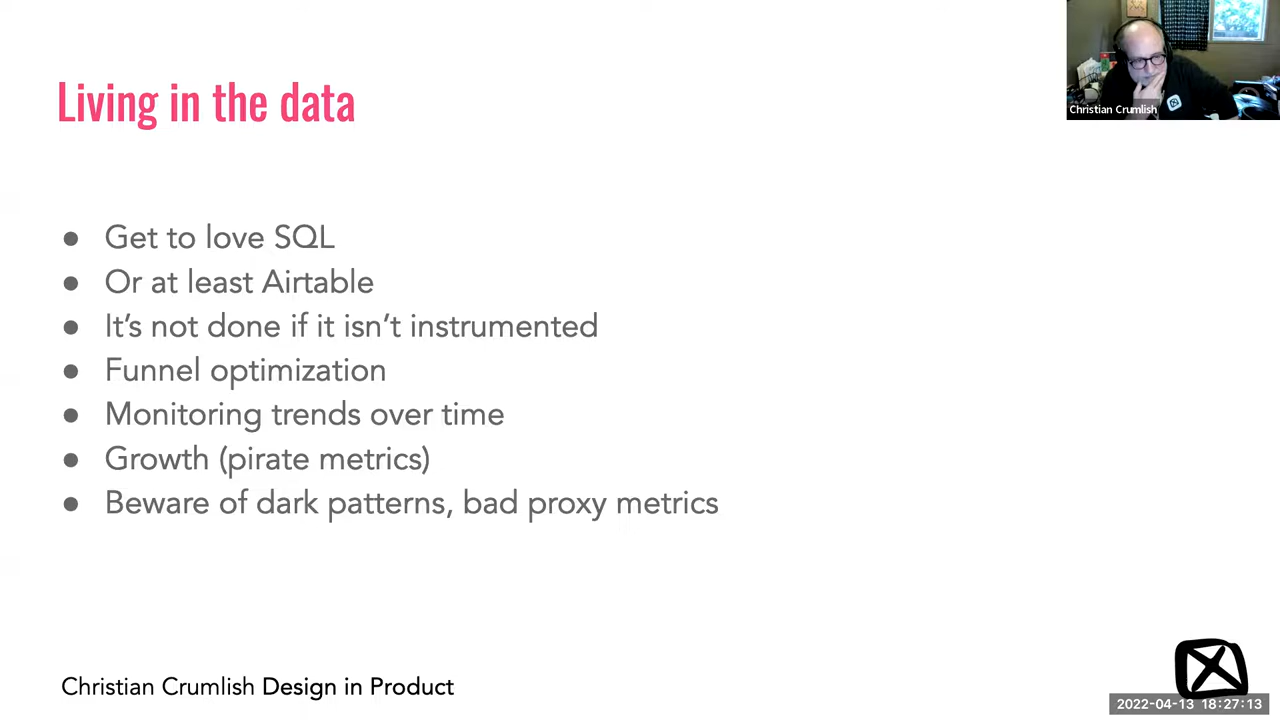 Living in the data
Christian Crumlish
● Get to love SQL
● Or at least Airtable
● It’s not done if it isn’t instrumented
● Funnel optimization
● Monitoring trends over time
● Growth (pirate metrics)
● Beware of dark patterns, bad proxy metrics
Christian Crumlish Design in Product
2022-04-13 18:27:13